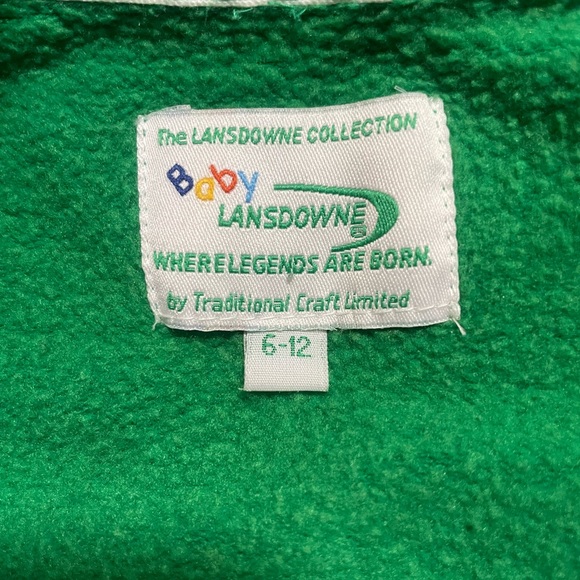 The LANSDOWNE COLLECTION
Baby
LANSDOWNE
WHERE LEGENDS ARE BORN.
by Traditional Craft Limited
6-12